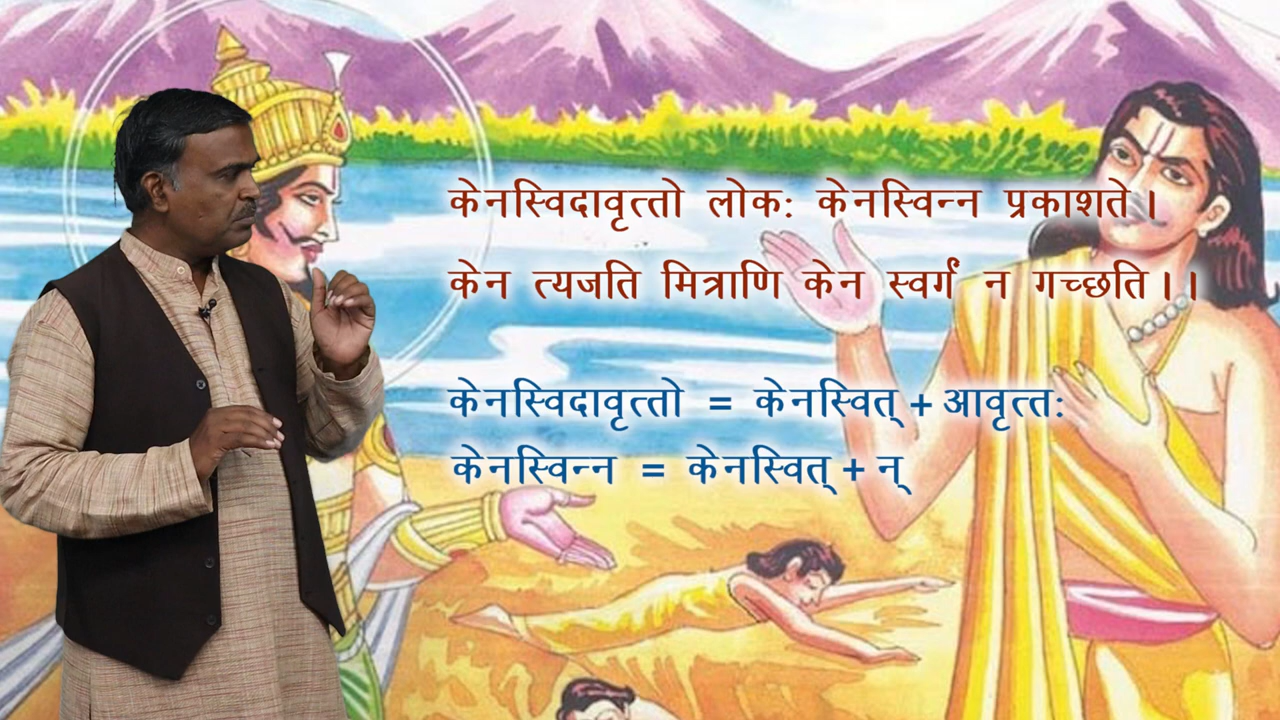 केनस्विदावृत्तो लोकः केनस्विन्न प्रकाशते।
केन त्यजति मित्राणि केन स्वर्गं न गच्छति।।
केनस्विदावृत्तो = केनस्वित् + आवृत्तः
केनस्विन्न = केनस्वित् + न्